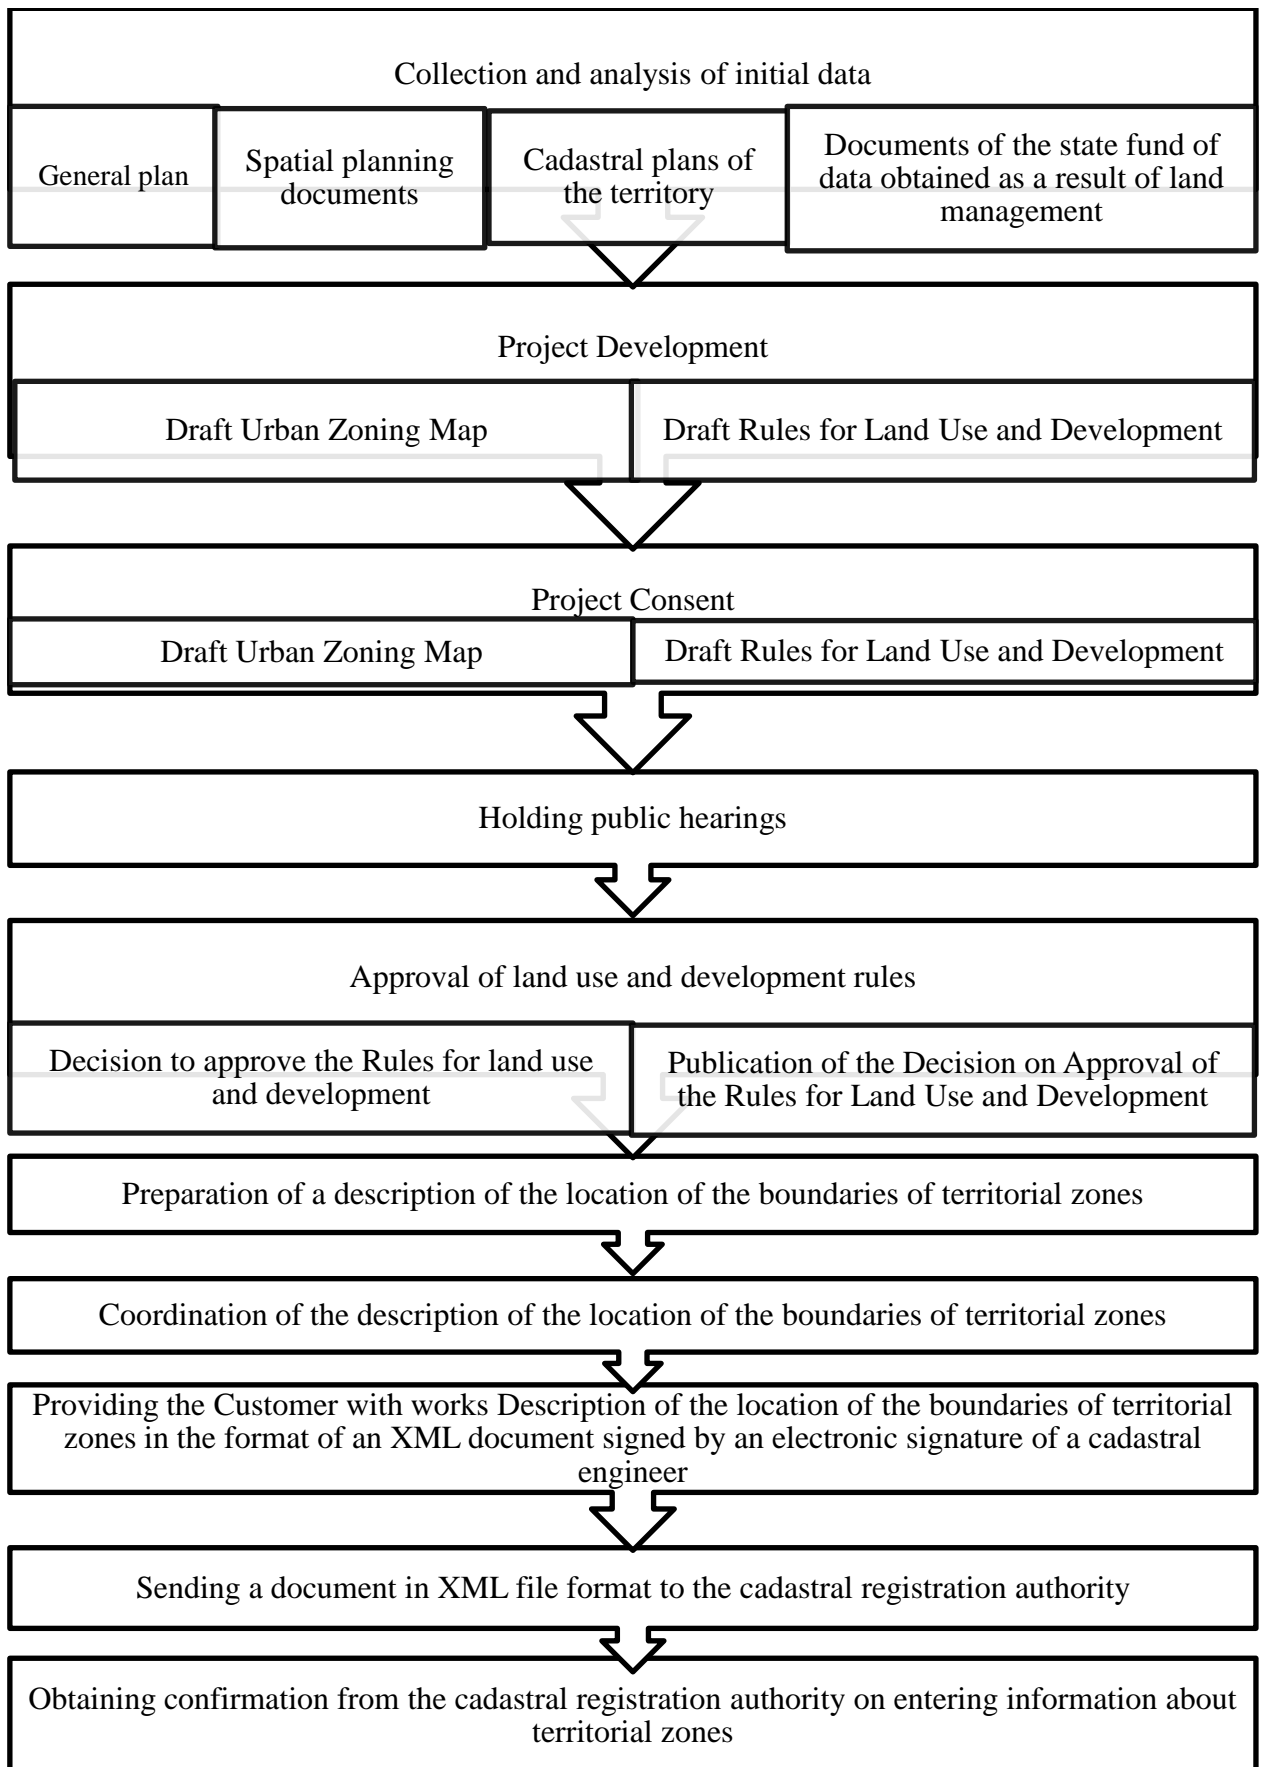 Collection and analysis of initial data
General plan
Spatial planning
documents
Cadastral plans of
the territory
Documents of the state fund of
data obtained as a result of land
management
Project Development
Draft Urban Zoning Map
Draft Rules for Land Use and Development
Project Consent
Draft Urban Zoning Map
Draft Rules for Land Use and Development
Holding public hearings
Approval of land use and development rules
Decision to approve the Rules for land use
and development
Publication of the Decision on Approval of
the Rules for Land Use and Development
Preparation of a description of the location of the boundaries of territorial zones
Coordination of the description of the location of the boundaries of territorial zones
Providing the Customer with works Description of the location of the boundaries of territorial
zones in the format of an XML document signed by an electronic signature of a cadastral
engineer
Sending a document in XML file format to the cadastral registration authority
Obtaining confirmation from the cadastral registration authority on entering information about
territorial zones